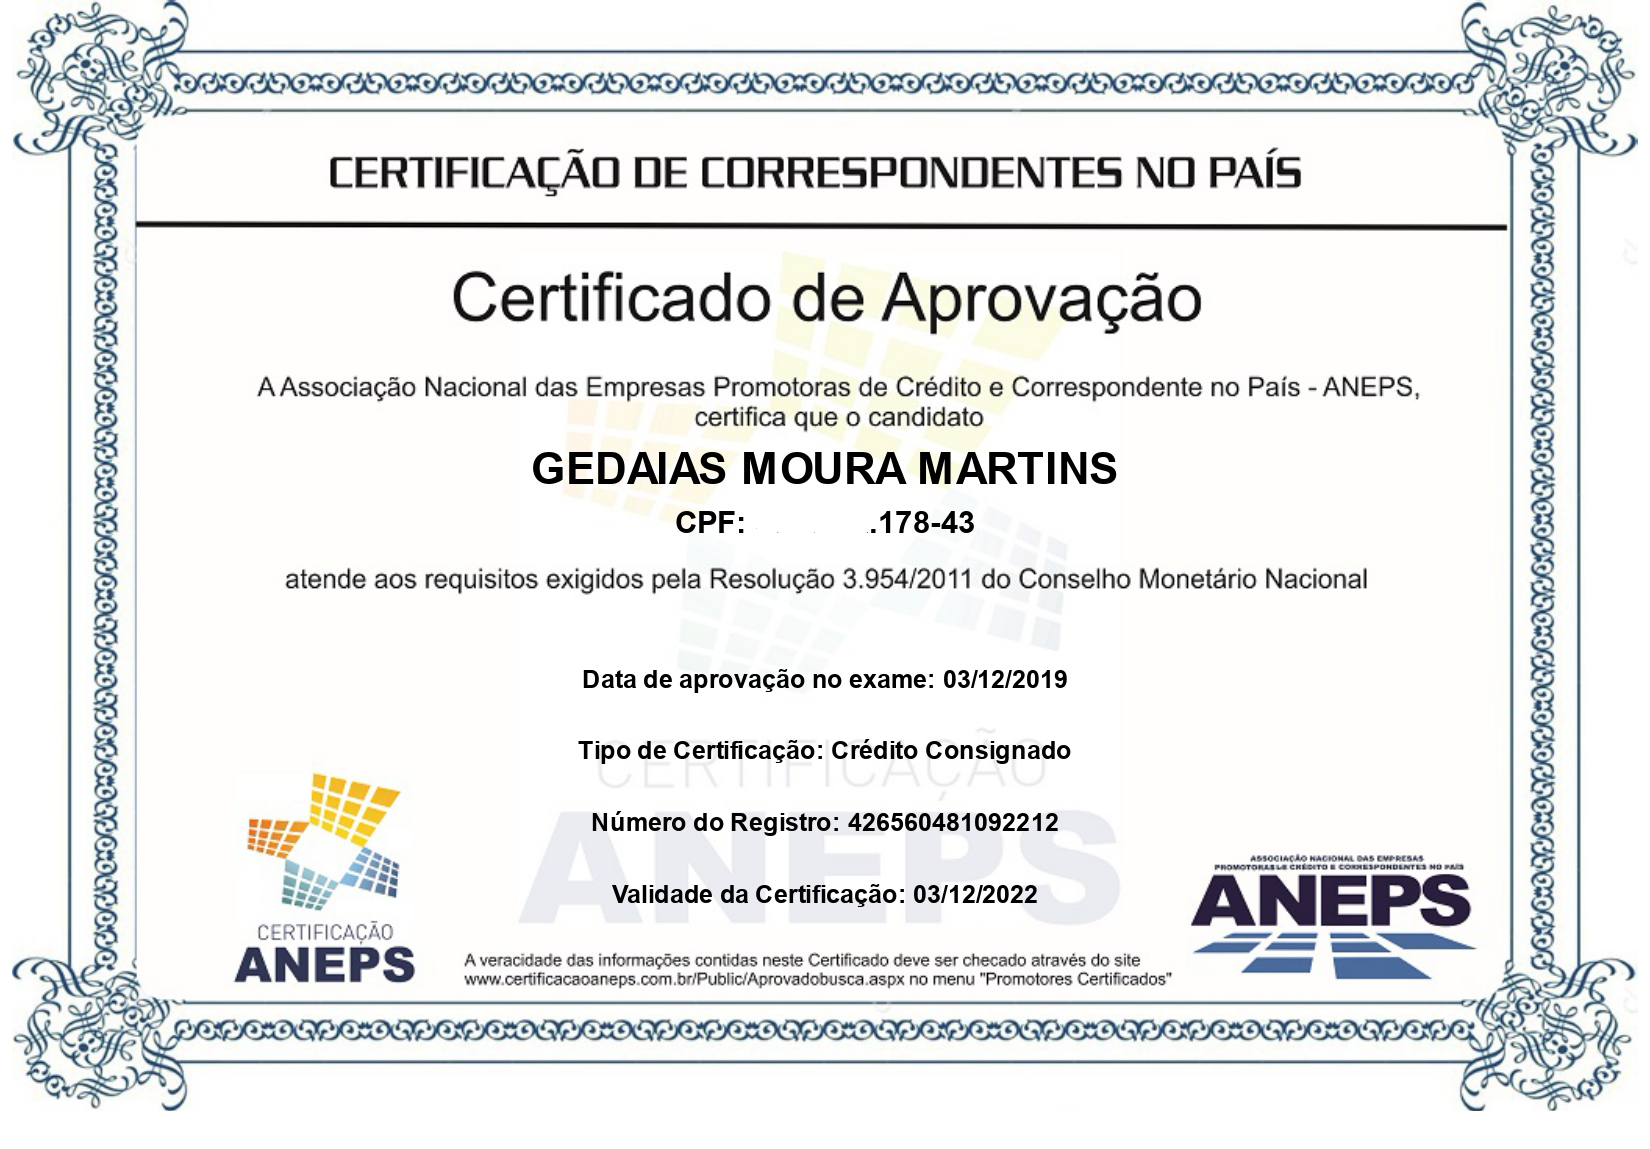 CERTIFICAÇÃO DE CORRESPONDENTES NO PAÍS
Certificado de Aprovação
A Associação Nacional das Empresas Promotoras de Crédito e Correspondente no País - ANEPS,
certifica que o candidato
GEDAIAS MOURA MARTINS
CPF: .178-43
atende aos requisitos exigidos pela Resolução 3.954/2011 do Conselho Monetário Nacional
Data de aprovação no exame: 03/12/2019
Tipo de Certificação: Crédito Consignado
CERTIFICAÇÃO
ANEPS
Número do Registro: 426560481092212
Validade da Certificação: 03/12/2022
CERTIFICAÇÃO
ANEPS
A veracidade das informações contidas neste Certificado deve ser checado através do site
www.certificacaoaneps.com.br/Public/Aprovadobusca.aspx no menu "Promotores Certificados"
ASSOCIAÇÃO NACIONAL DAS EMPRESAS
PROMOTORAS DE CRÉDITO E CORRESPONDENTES NO PAÍS
ANEPS